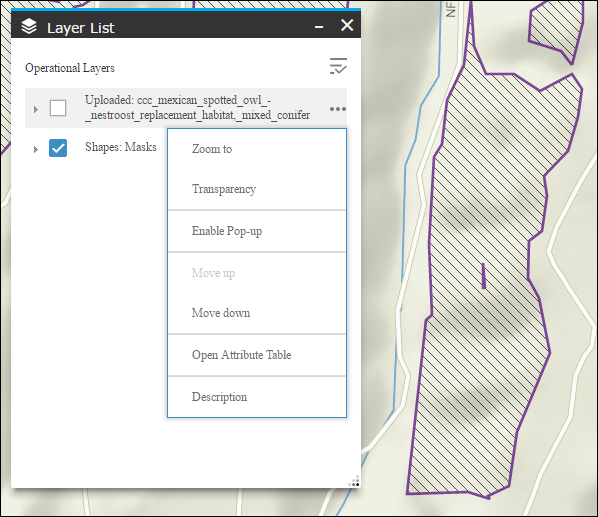 Layer List
Operational Layers
Uploaded: ccc_mexican_spotted_owl_-
_nestroost_replacement_habitat,_mixed_conifer
Shapes: Masks
Zoom to
Transparency
Enable Pop-up
Move up
Move down
Open Attribute Table
Description
NF